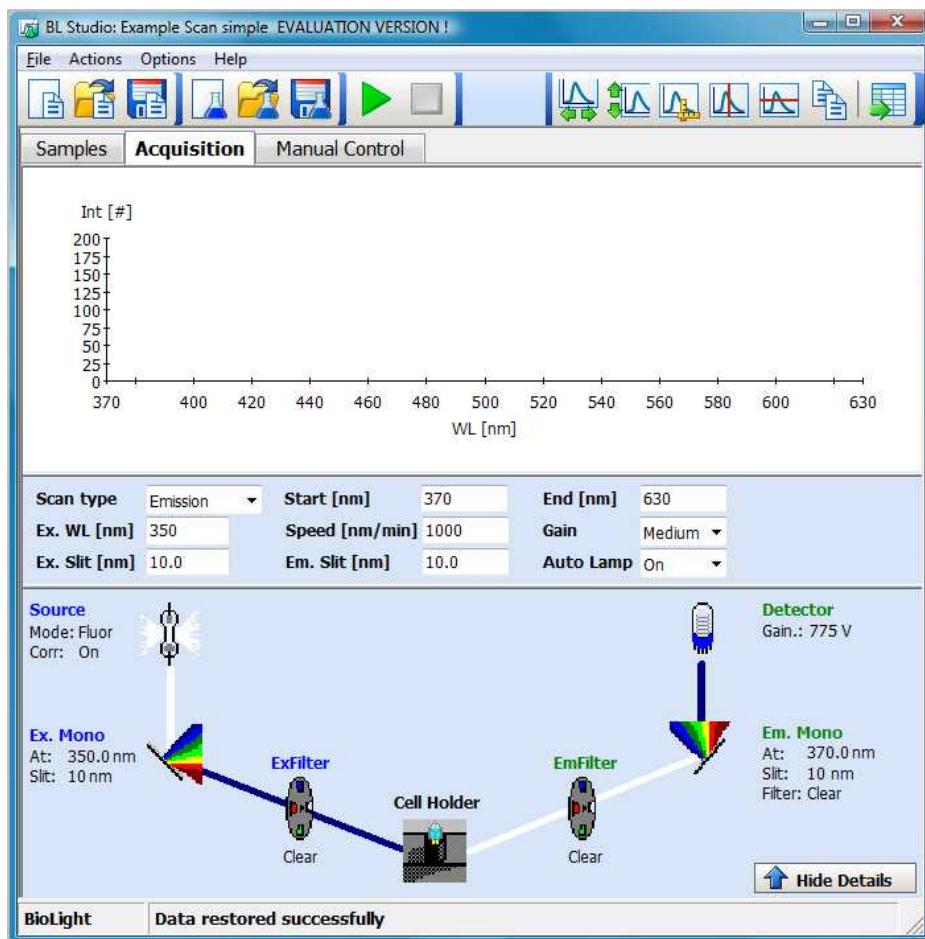 BL Studio: Example Scan simple EVALUATION VERSION !
File Actions Options Help
Samples Acquisition Manual Control
Int [#]
200
175
150
125
100
75
50
25
0
370 400 420 440 460 480 500 520 540 560 580 600 630
WL [nm]
Scan type Emission Start [nm] 370 End [nm] 630
Ex. WL [nm] 350 Speed [nm/min] 1000 Gain Medium
Ex. Slit [nm] 10.0 Em. Slit [nm] 10.0 Auto Lamp On
Source
Mode: Fluor
Corr: On
Detector
Gain.: 775 V
Ex. Mono
At: 350.0 nm
Slit: 10 nm
ExFilter
Clear
Cell Holder
EmFilter
Clear
Em. Mono
At: 370.0 nm
Slit: 10 nm
Filter: Clear
Hide Details
BioLight Data restored successfully